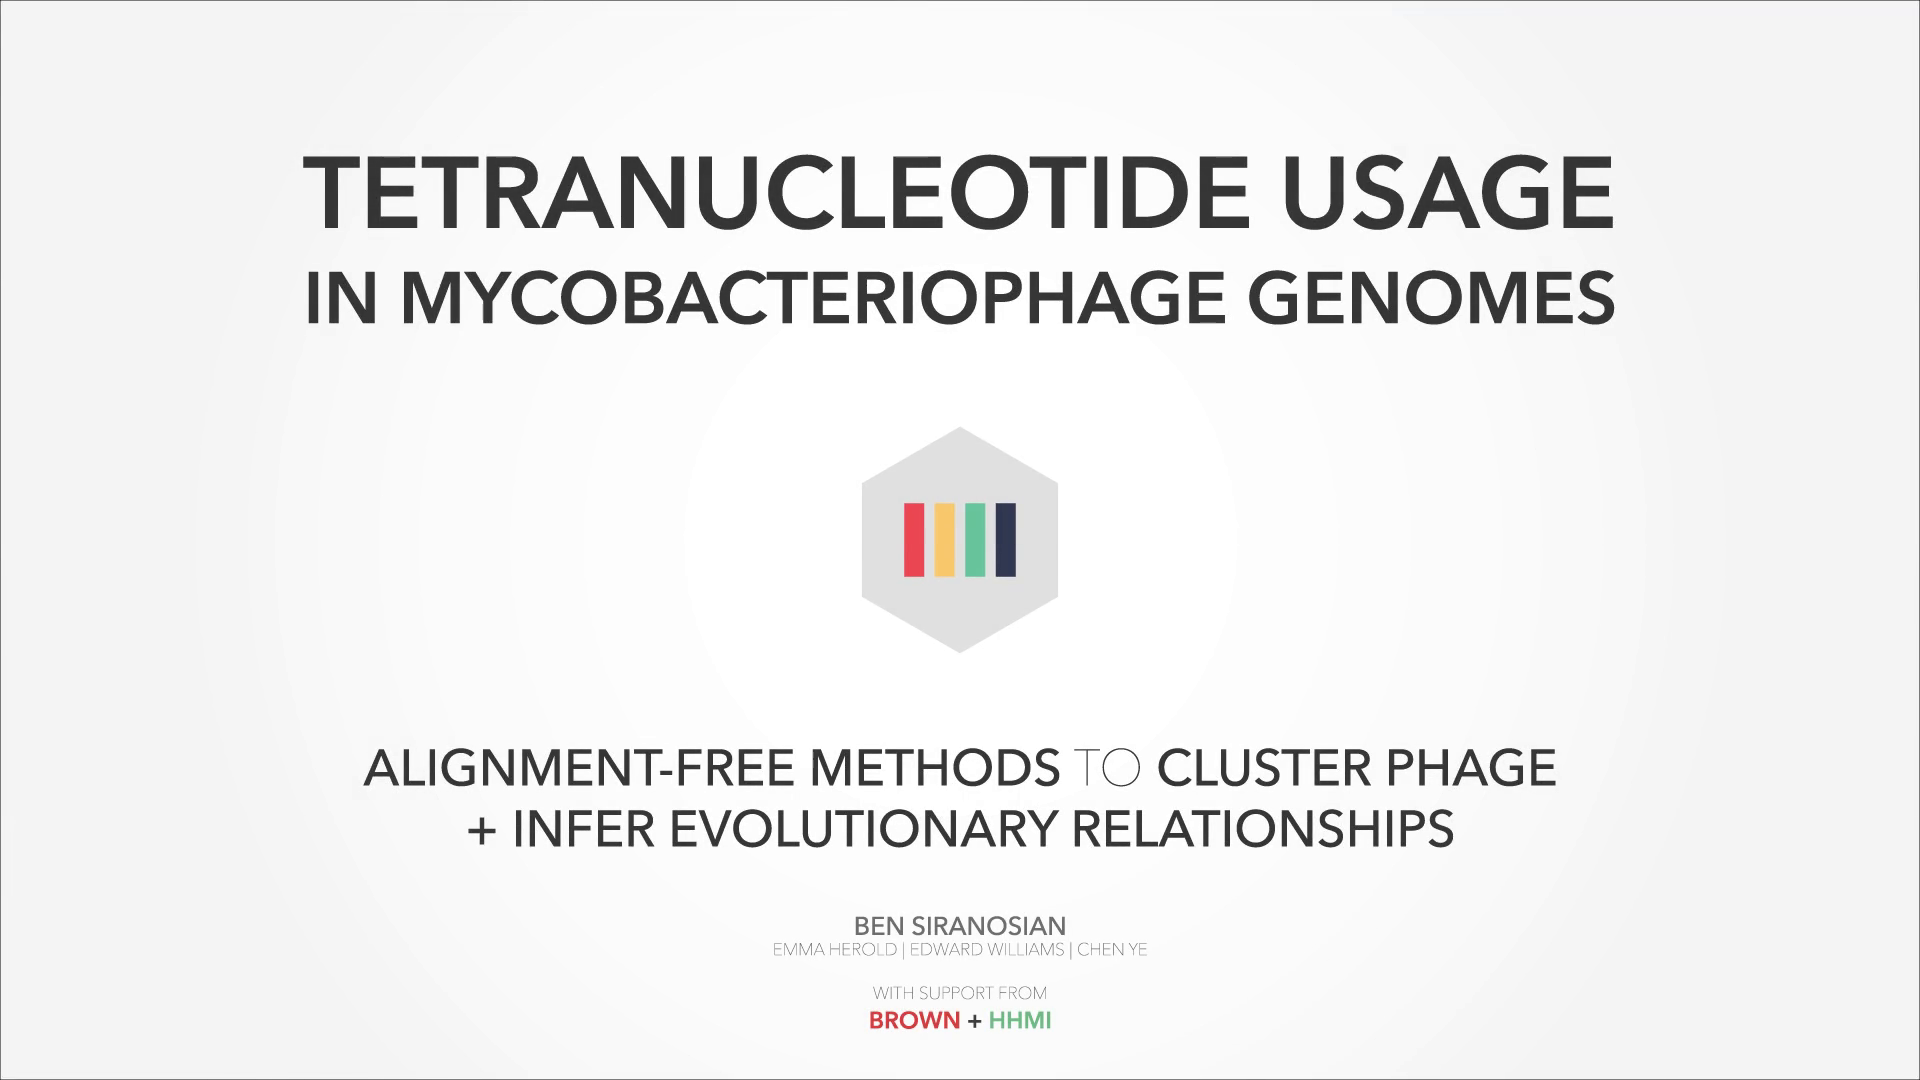 TETRANUCLEOTIDE USAGE
IN MYCOBACTERIOPHAGE GENOMES
ALIGNMENT-FREE METHODS TO CLUSTER PHAGE
+ INFER EVOLUTIONARY RELATIONSHIPS
BEN SIRANOSIAN
EMMA HEROLD | EDWARD WILLIAMS | CHEN YE
WITH SUPPORT FROM
BROWN + HHMI